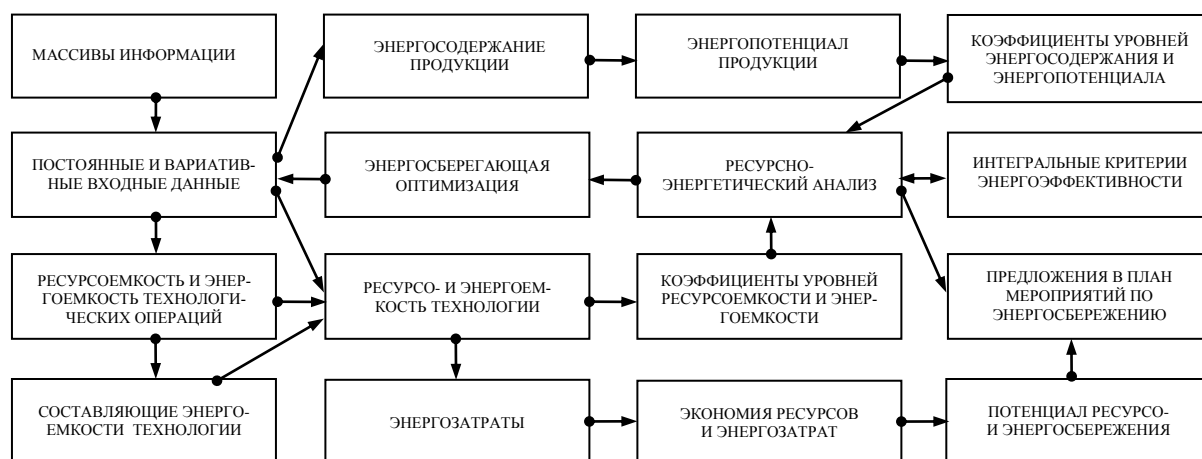 МАССИВЫ ИНФОРМАЦИИ
ЭНЕРГОСОДЕРЖАНИЕ
ПРОДУКЦИИ
ЭНЕРГОПОТЕНЦИАЛ
ПРОДУКЦИИ
КОЭФФИЦИЕНТЫ УРОВНЕЙ
ЭНЕРГОСОДЕРЖАНИЯ И
ЭНЕРГОПОТЕНЦИАЛА
ПОСТОЯННЫЕ И ВАРИАТИВ-
НЫЕ ВХОДНЫЕ ДАННЫЕ
ЭНЕРГОСБЕРЕГАЮЩАЯ
ОПТИМИЗАЦИЯ
РЕСУРСНО-
ЭНЕРГЕТИЧЕСКИЙ АНАЛИЗ
ИНТЕГРАЛЬНЫЕ КРИТЕРИИ
ЭНЕРГОЭФФЕКТИВНОСТИ
РЕСУРСОЕМКОСТЬ И ЭНЕР-
ГОЕМКОСТЬ ТЕХНОЛОГИ-
ЧЕСКИХ ОПЕРАЦИЙ
РЕСУРСО- И ЭНЕРГОЕМ-
КОСТЬ ТЕХНОЛОГИИ
КОЭФФИЦИЕНТЫ УРОВНЕЙ
РЕСУРСОЕМКОСТИ И ЭНЕР-
ГОЕМКОСТИ
ПРЕДЛОЖЕНИЯ В ПЛАН
МЕРОПРИЯТИЙ ПО
ЭНЕРГОСБЕРЕЖЕНИЮ
СОСТАВЛЯЮЩИЕ ЭНЕРГО-
ЕМКОСТИ ТЕХНОЛОГИИ
ЭНЕРГОЗАТРАТЫ
ЭКОНОМИЯ РЕСУРСОВ
И ЭНЕРГОЗАТРАТ
ПОТЕНЦИАЛ РЕСУРСО-
И ЭНЕРГОСБЕРЕЖЕНИЯ